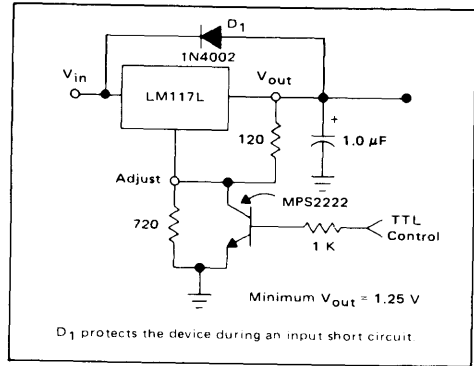 D1
1N4002
Vin
Vout
LM117L
120
+
1.0 µF
Adjust
MPS2222
720
TTL
Control
1 K
Minimum Vout = 1.25 V
D1 protects the device during an input short circuit.